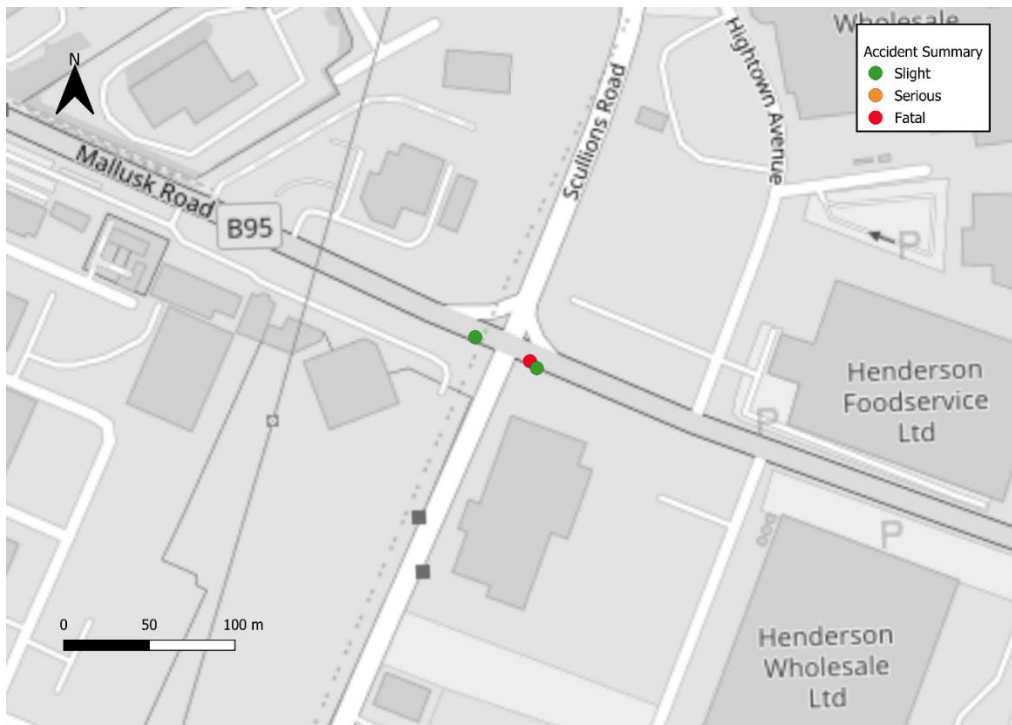 Wholesale
Accident Summary
Slight
Serious
Fatal
N
Hightown Avenue
Scullions Road
Mallusk Road
B95
P
Henderson
Foodservice
Ltd
P
P
0 50 100 m
Henderson
Wholesale
Ltd